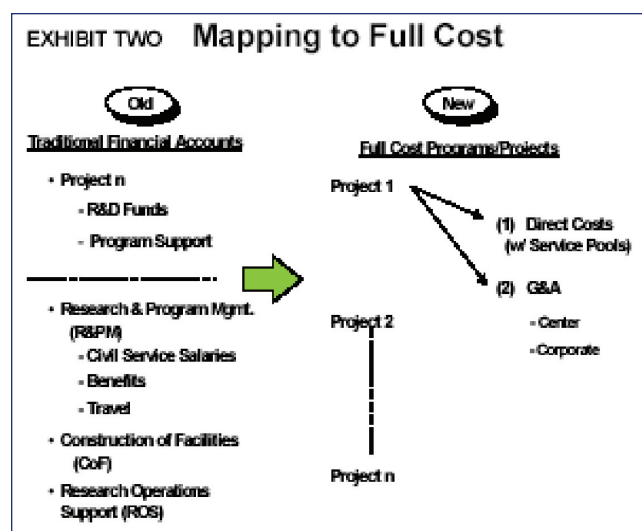 EXHIBIT TWO Mapping to Full Cost
Old
Traditional Financial Accounts
• Project n
- R&D Funds
- Program Support
• Research & Program Mgmt.
(R&PM)
- Civil Service Salaries
- Benefits
- Travel
• Construction of Facilities
(CoF)
• Research Operations
Support (ROS)
New
Full Cost Programs/Projects
Project 1
(1) Direct Costs
(w/ Service Pools)
(2) G&A
- Center
- Corporate
Project 2
Project n